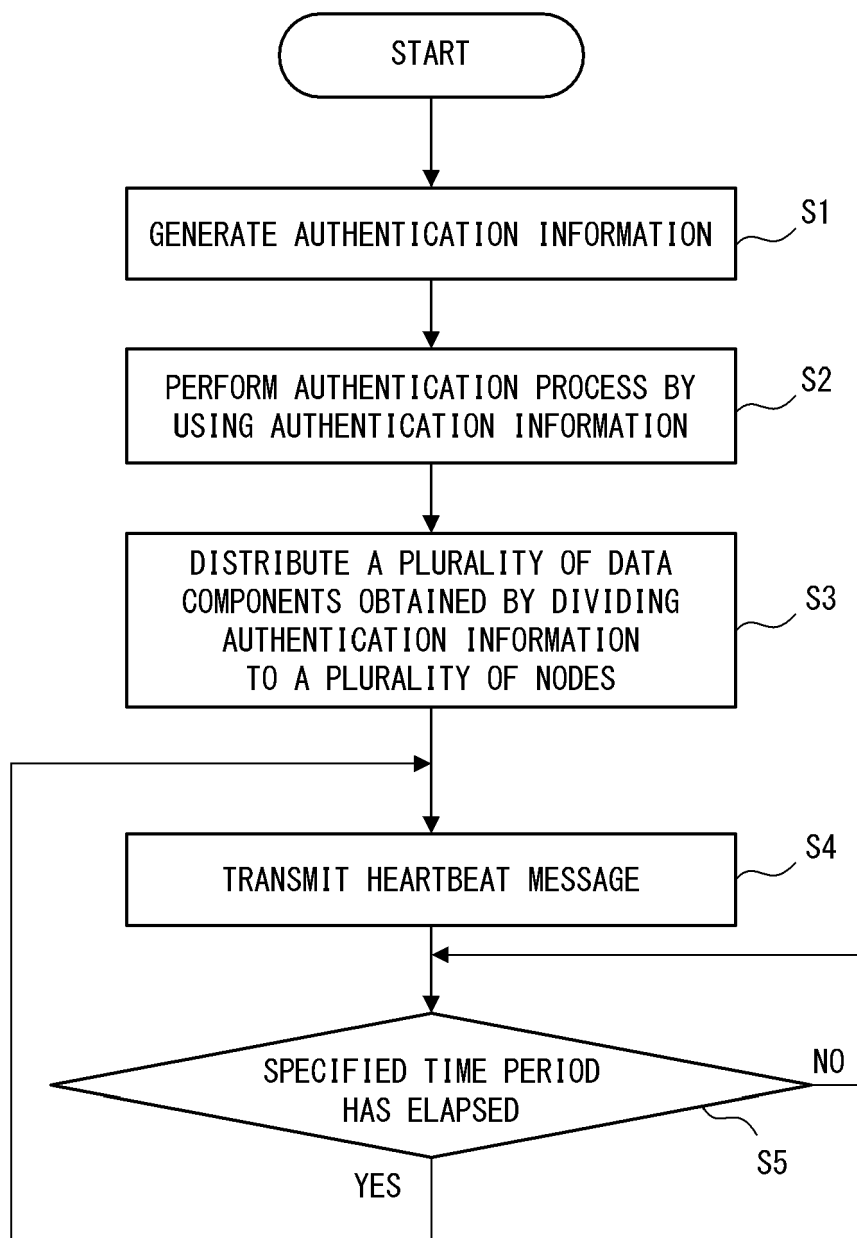 START
GENERATE AUTHENTICATION INFORMATION
S1
PERFORM AUTHENTICATION PROCESS BY
USING AUTHENTICATION INFORMATION
S2
DISTRIBUTE A PLURALITY OF DATA
COMPONENTS OBTAINED BY DIVIDING
AUTHENTICATION INFORMATION
TO A PLURALITY OF NODES
S3
TRANSMIT HEARTBEAT MESSAGE
S4
SPECIFIED TIME PERIOD
HAS ELAPSED
NO
S5
YES